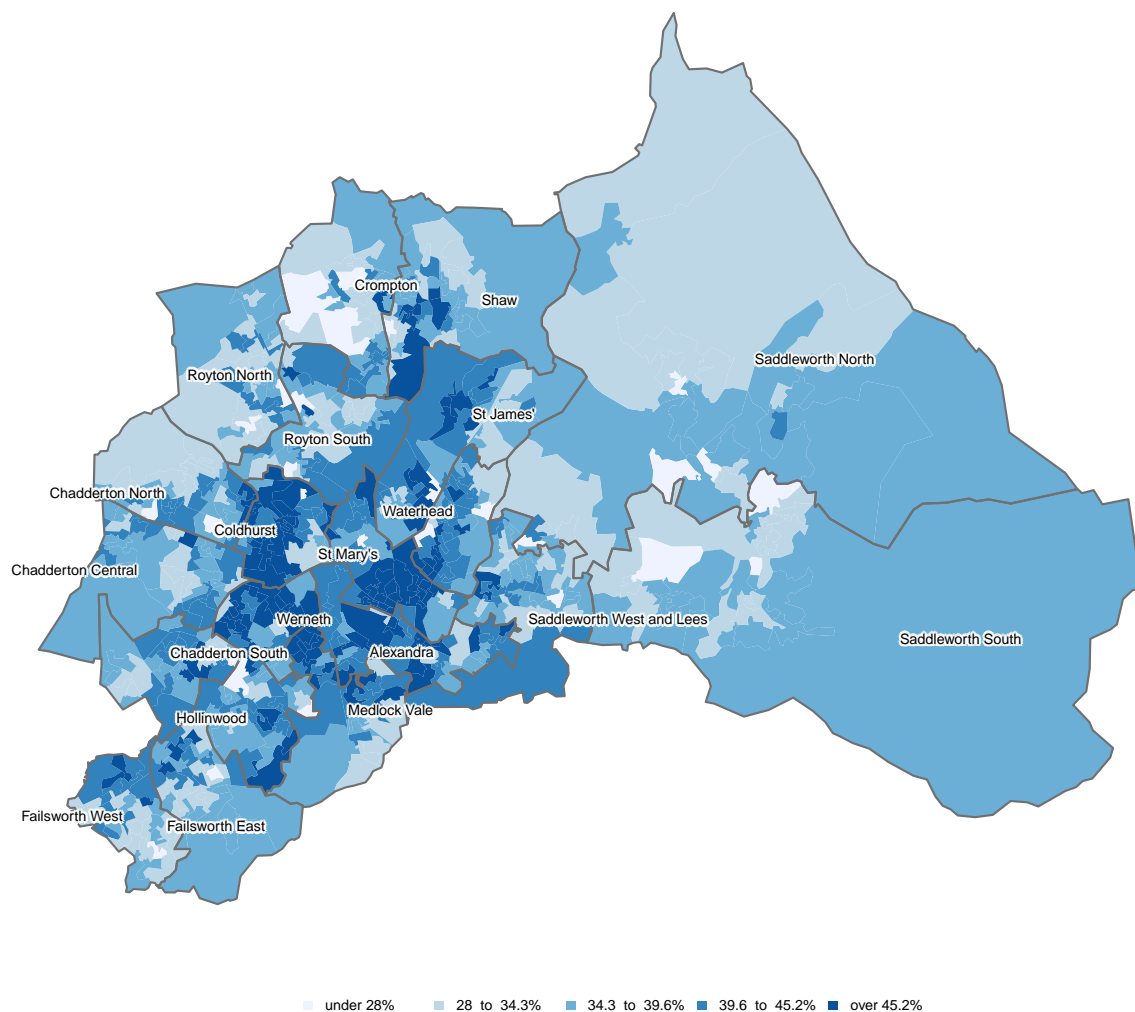 Crompton
Shaw
Saddleworth North
Royton North
St James'
Royton South
Chadderton North
Waterhead
Coldhurst
St Mary's
Chadderton Central
Werneth
Saddleworth West and Lees
Saddleworth South
Chadderton South
Alexandra
Medlock Vale
Hollinwood
Failsworth West
Failsworth East
under 28% 28 to 34.3% 34.3 to 39.6% 39.6 to 45.2% over 45.2%